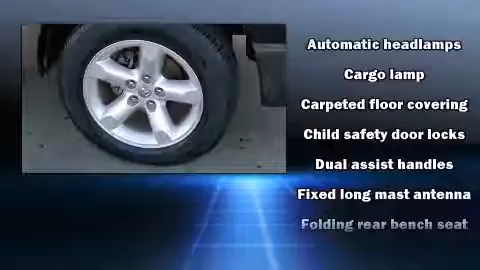 Automatic headlamps
Cargo lamp
Carpeted floor covering
Child safety door locks
Dual assist handles
Fixed long mast antenna
Folding rear bench seat